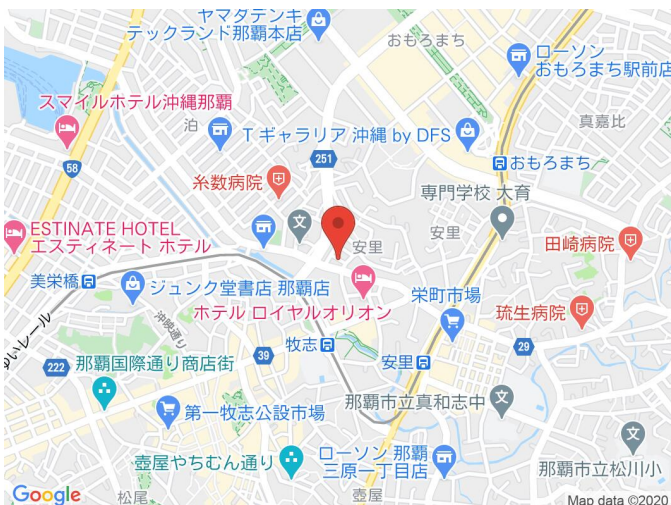 ヤマダデンキ
テックランド那覇本店
おもろまち
ローソン
おもろまち駅前店
スマイルホテル沖縄那覇
泊
T ギャラリア 沖縄 by DFS
真嘉比
251
58
おもろまち
糸数病院
専門学校 大育
ESTINATE HOTEL
エスティネート ホテル
文
安里
安里
田崎病院
美栄橋
ジュンク堂書店 那覇店
ホテル ロイヤルオリオン
栄町市場
琉生病院
沖映通り
牧志
39
222
安里
29
那覇国際通り商店街
那覇市立真和志中
文
第一牧志公設市場
壺屋やちむん通り
ローソン 那覇
三原一丁目店
文
那覇市立松川小
松尾
壺屋
Google
Map data ©2020